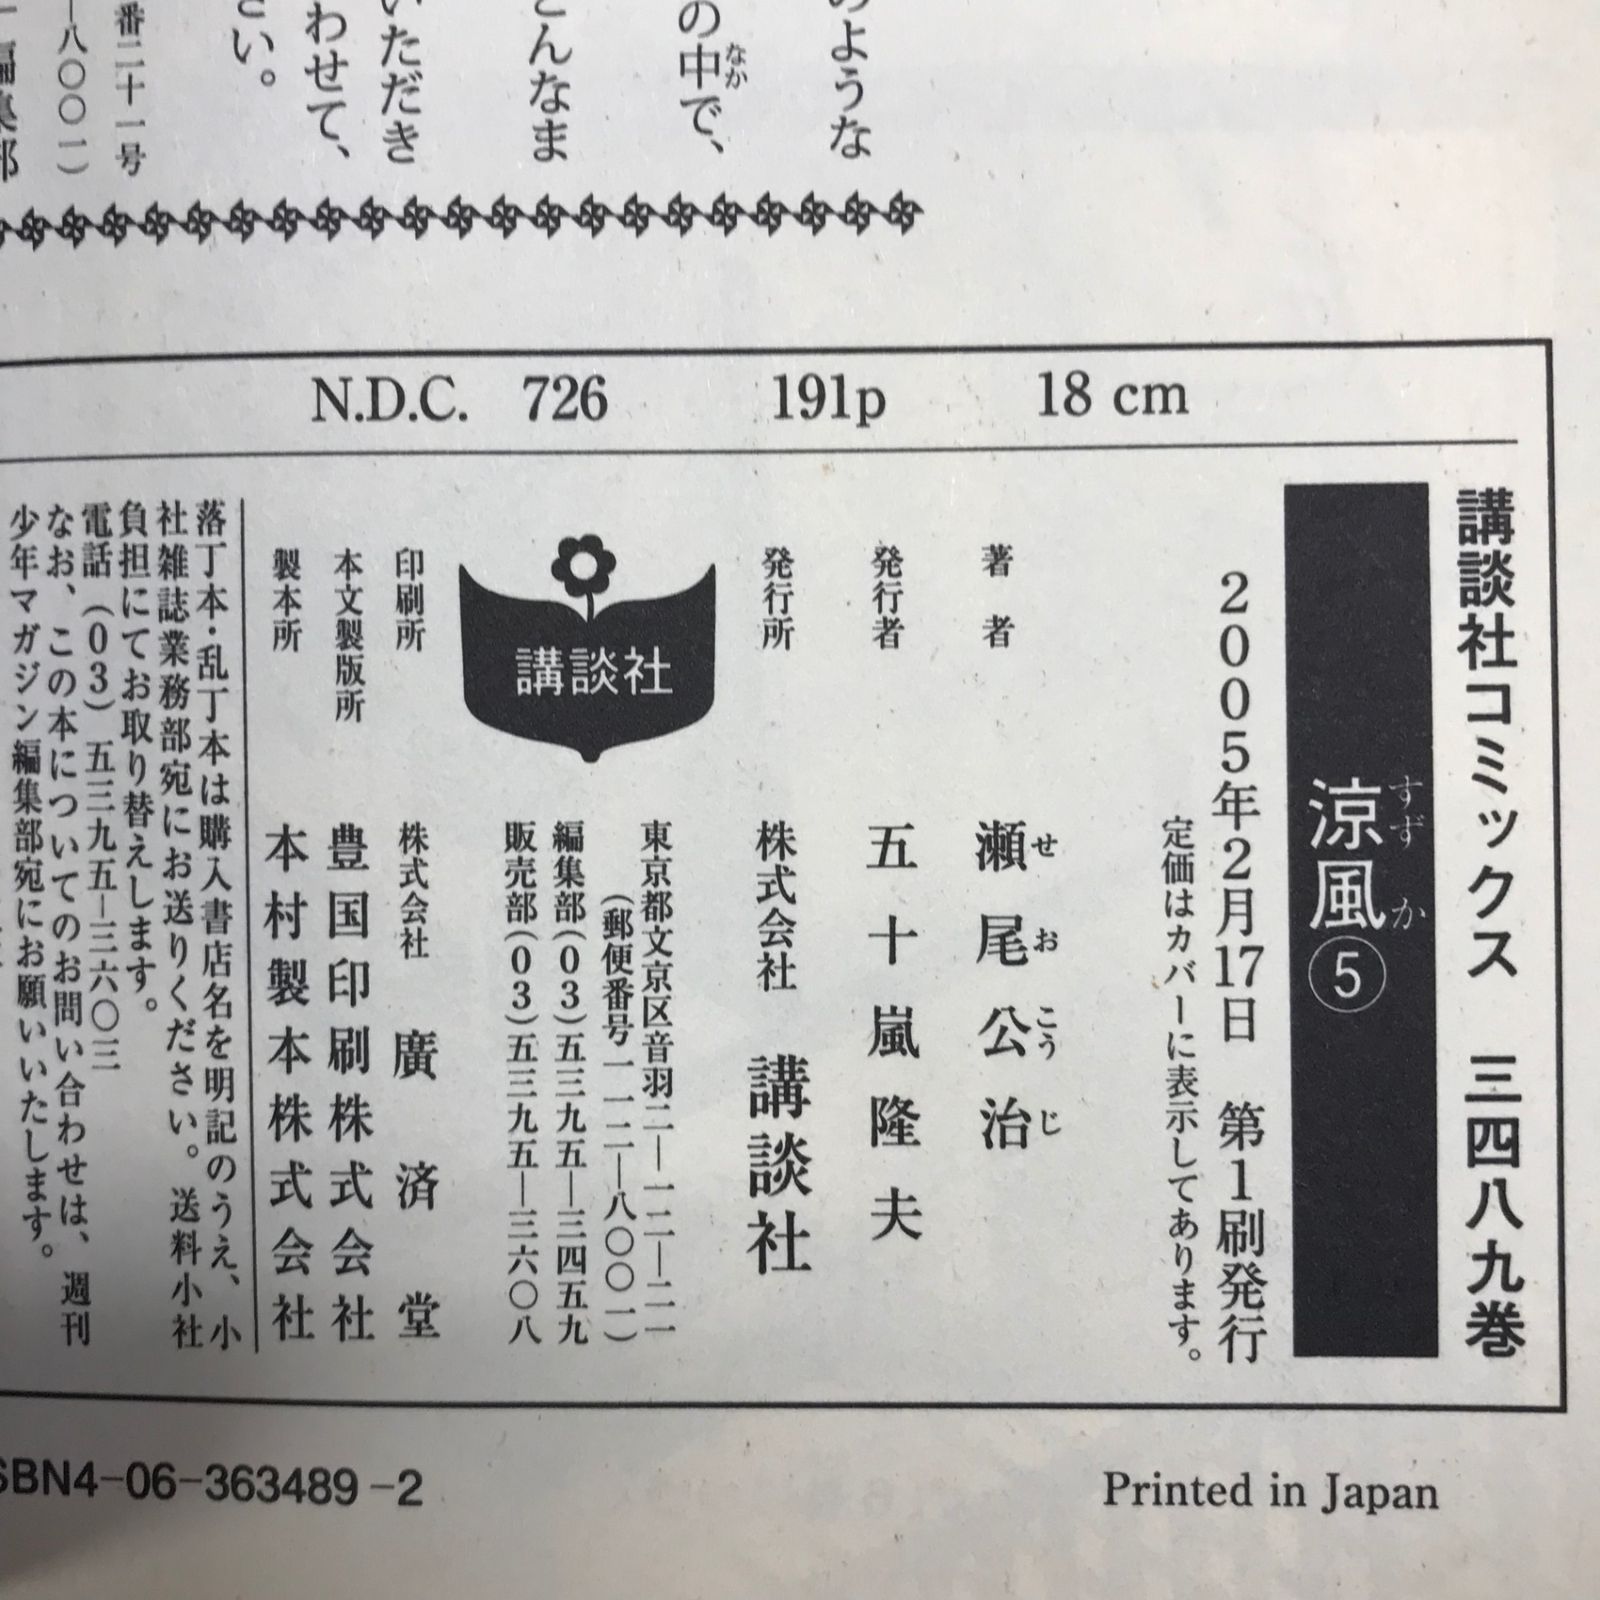 のような
の中で、
なか
こんなま
いただき
わせて、
さい。
番二十一号
一八〇〇一）
編集部
N.D.C. 726 191p 18 cm
講談社コミックス 三四八九巻
涼風⑤
すずか
2005年2月17日 第1刷発行
定価はカバーに表示してあります。
著者 瀬尾公治
せおこうじ
発行者 五十嵐隆夫
発行所 株式会社 講談社
東京都文京区音羽二―一二―二一
（郵便番号一一二―八〇〇一）
編集部（03）五三九五―三四五九
販売部（03）五三九五―三六〇八
講談社
印刷所 株式会社 廣済堂
本文製版所 豊国印刷株式会社
製本所 本村製本株式会社
落丁本・乱丁本は購入書店名を明記のうえ、小
社雑誌業務部宛にお送りください。送料小社
負担にてお取り替えします。
電話（03）五三九五―三六〇三
なお、この本についてのお問い合わせは、週刊
少年マガジン編集部宛にお願いいたします。
SBN4-06-363489-2
Printed in Japan